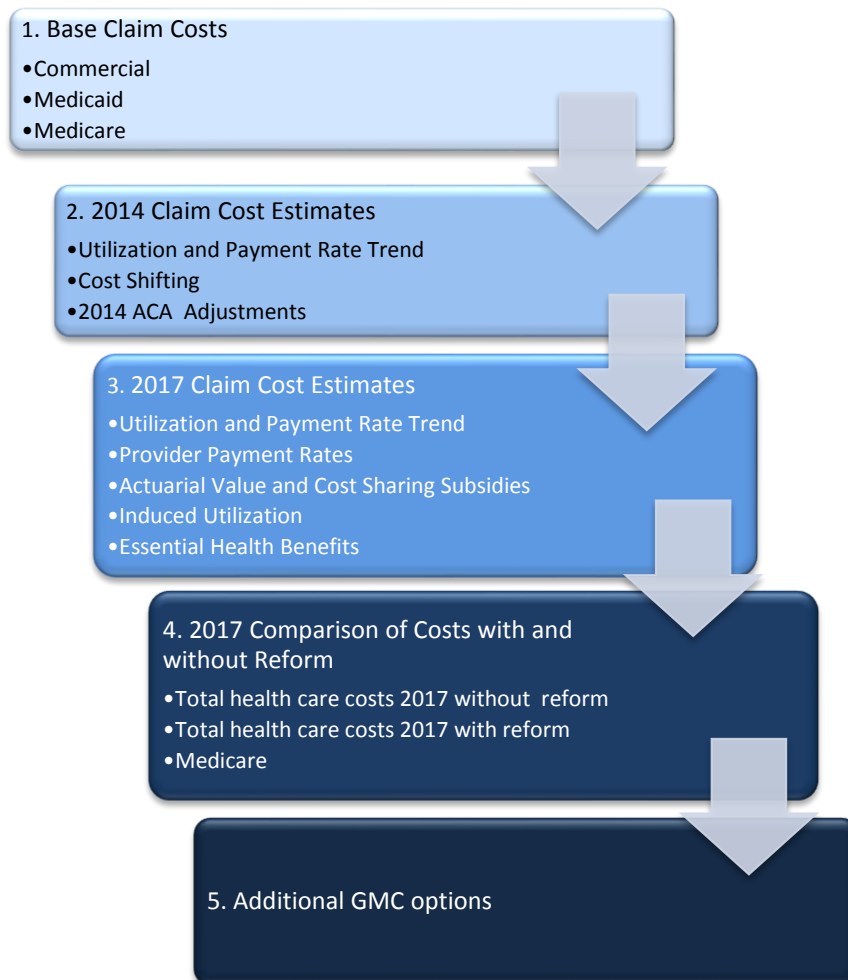 1. Base Claim Costs
•Commercial
•Medicaid
•Medicare
2. 2014 Claim Cost Estimates
•Utilization and Payment Rate Trend
•Cost Shifting
•2014 ACA Adjustments
3. 2017 Claim Cost Estimates
•Utilization and Payment Rate Trend
•Provider Payment Rates
•Actuarial Value and Cost Sharing Subsidies
•Induced Utilization
•Essential Health Benefits
4. 2017 Comparison of Costs with and
without Reform
•Total health care costs 2017 without reform
•Total health care costs 2017 with reform
•Medicare
5. Additional GMC options